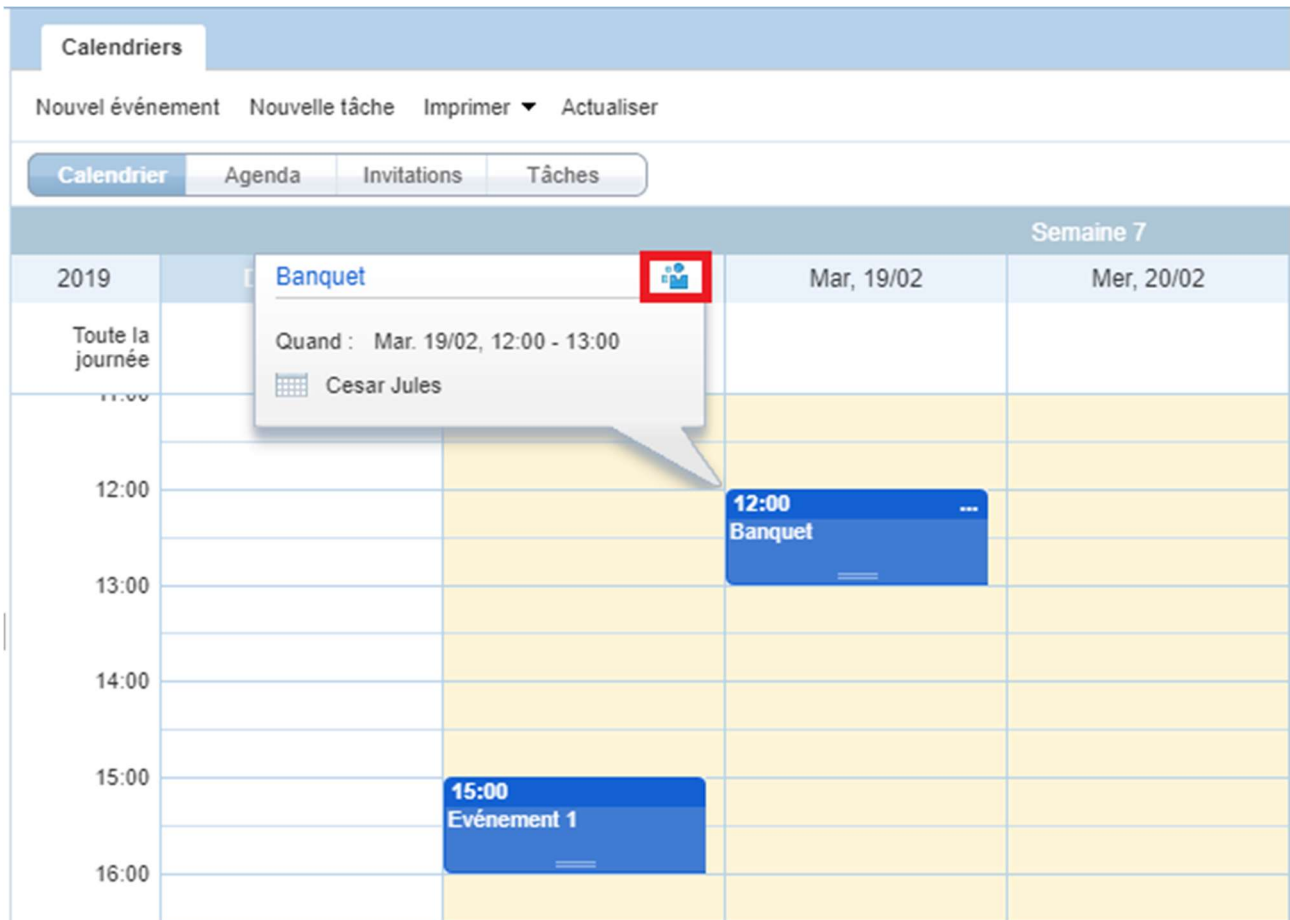 Calendriers
Nouvel événement Nouvelle tâche Imprimer Actualiser
Calendrier Agenda Invitations Tâches
Semaine 7
2019 Mar, 19/02 Mer, 20/02
Banquet
Toute la
journée
Quand : Mar. 19/02, 12:00 - 13:00
Cesar Jules
12:00
12:00 ...
Banquet
13:00
14:00
15:00
15:00
Evénement 1
16:00